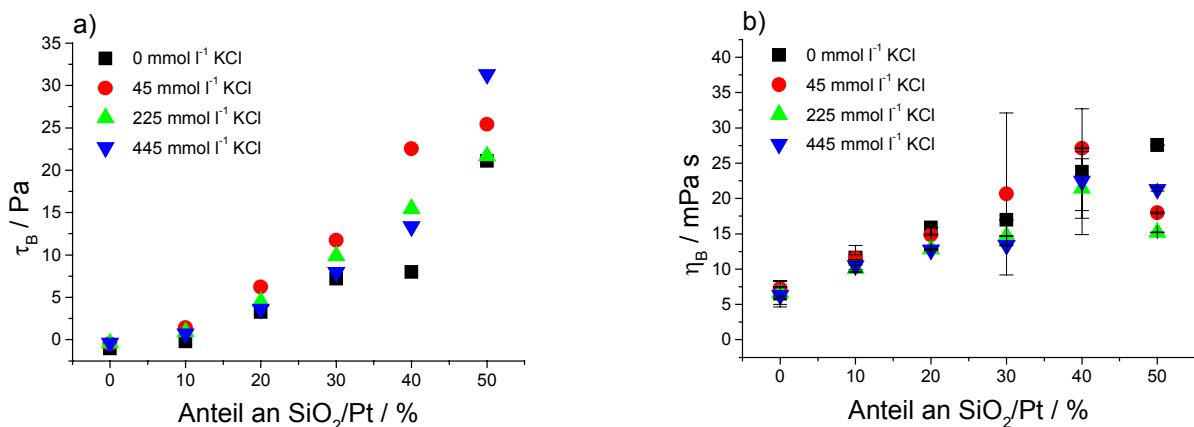 a)
35
30
25
20
15
10
5
0
τB / Pa
0 mmol l-1 KCl
45 mmol l-1 KCl
225 mmol l-1 KCl
445 mmol l-1 KCl
0 10 20 30 40 50
Anteil an SiO2/Pt / %
b)
40
35
30
25
20
15
10
5
0
ηB / mPa s
0 mmol l-1 KCl
45 mmol l-1 KCl
225 mmol l-1 KCl
445 mmol l-1 KCl
0 10 20 30 40 50
Anteil an SiO2/Pt / %